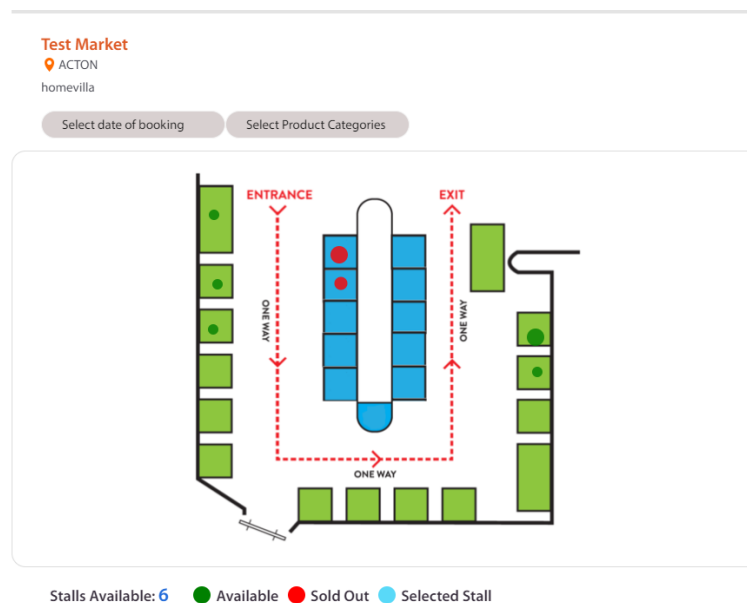 Test Market
ACTON
homevilla
Select date of booking Select Product Categories
ENTRANCE EXIT
ONE WAY ONE WAY
ONE WAY
Stalls Available: 6 Available Sold Out Selected Stall